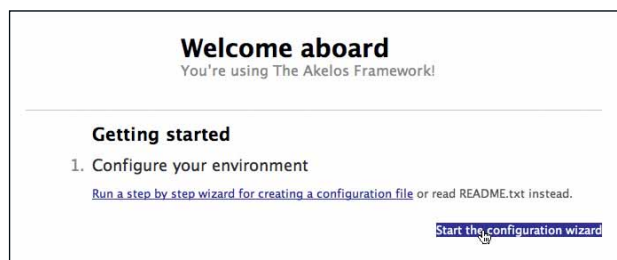 Welcome aboard
You're using The Akelos Framework!
Getting started
1. Configure your environment
Run a step by step wizard for creating a configuration file or read README.txt instead.
Start the configuration wizard